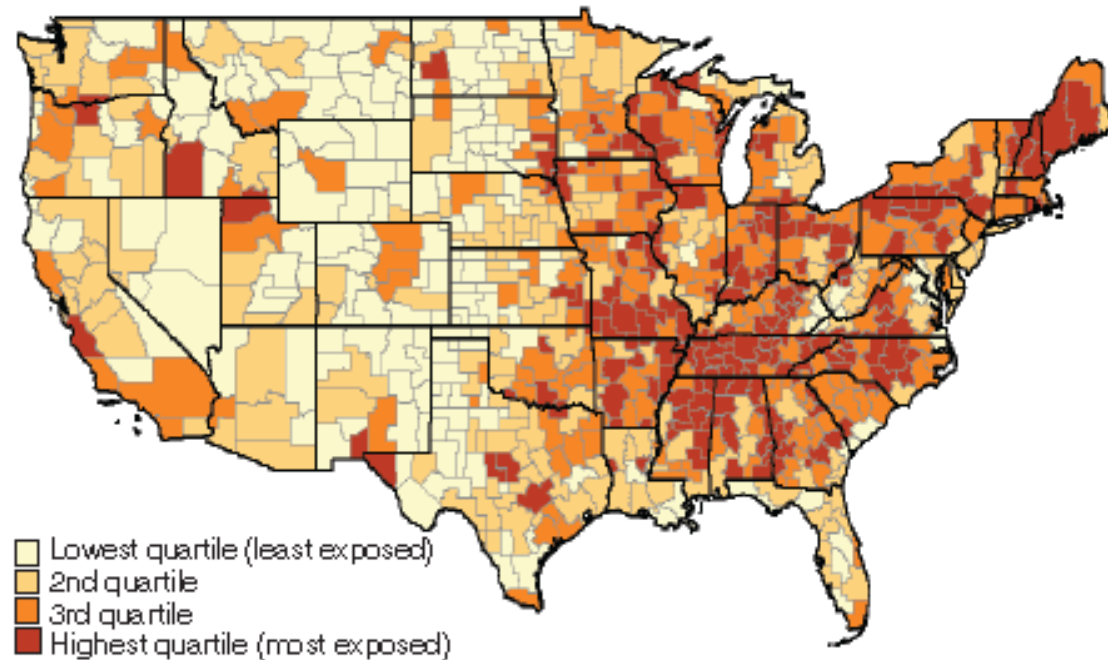 Lowest quartile (least exposed)
2nd quartile
3rd quartile
Highest quartile (most exposed)